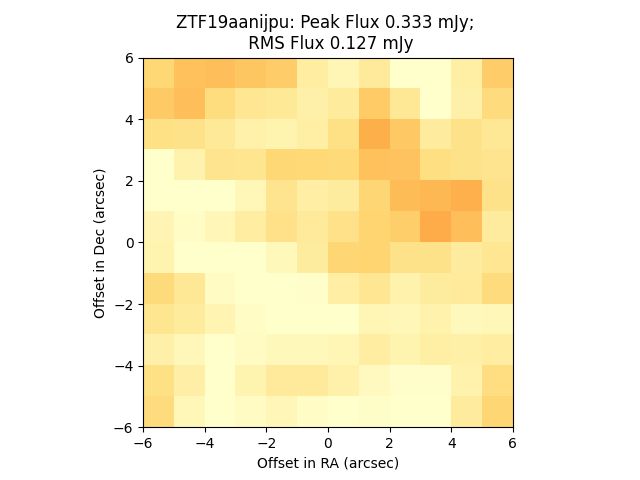 ZTF19aanijpu: Peak Flux 0.333 mJy;
RMS Flux 0.127 mJy
6
4
2
0
−2
−4
−6
Offset in Dec (arcsec)
−6 −4 −2 0 2 4 6
Offset in RA (arcsec)